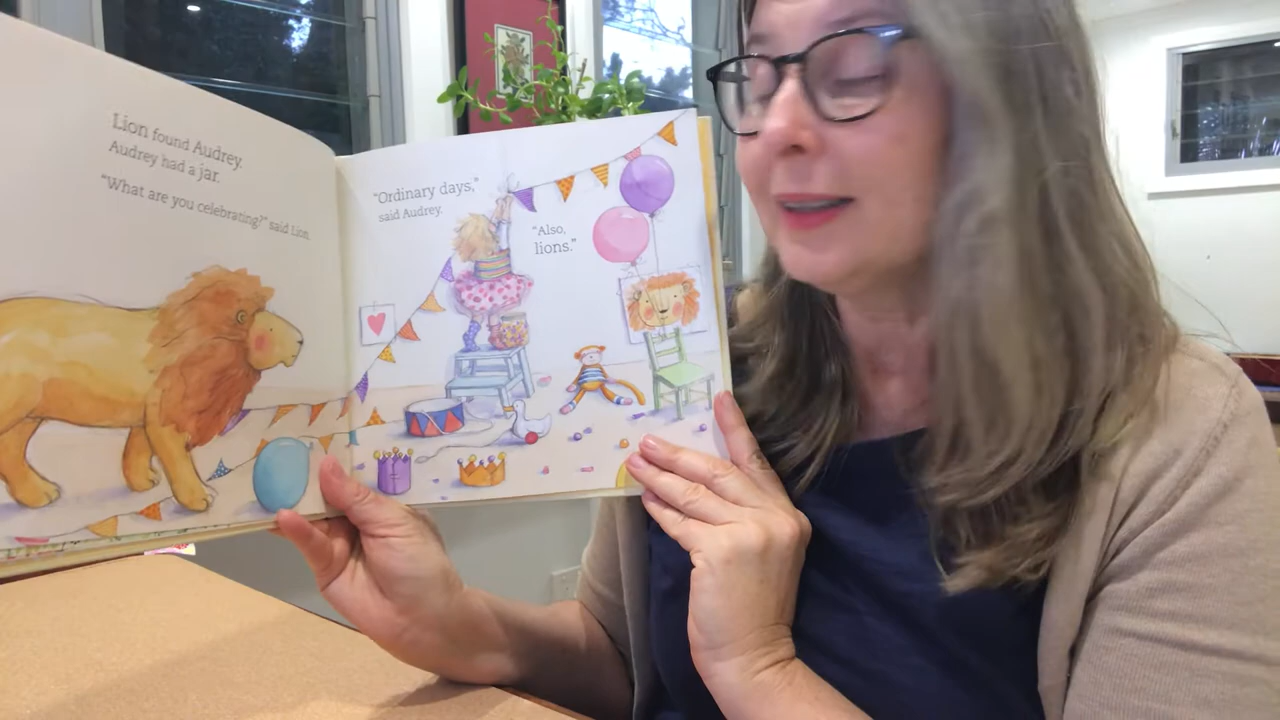 Lion found Audrey.
Audrey had a jar.
"What are you celebrating?" said Lion.
"Ordinary days,"
said Audrey.
"Also,
lions."